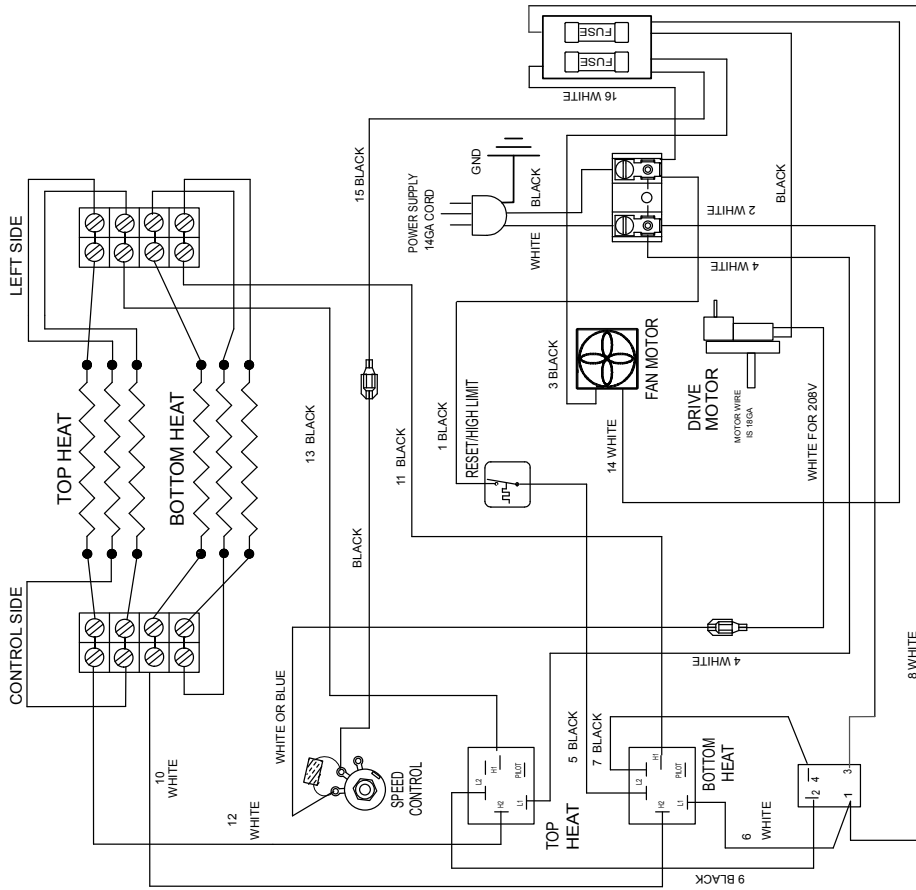 CONTROL SIDE
LEFT SIDE
TOP HEAT
BOTTOM HEAT
10
WHITE
12
WHITE
WHITE OR BLUE
SPEED
CONTROL
13 BLACK
BLACK
11 BLACK
15 BLACK
1 BLACK
RESET/HIGH LIMIT
POWER SUPPLY
14GA CORD
GND
BLACK
WHITE
16 WHITE
FUSE
FUSE
3 BLACK
14 WHITE
FAN MOTOR
2 WHITE
4 WHITE
BLACK
DRIVE
MOTOR
MOTOR WIRE
IS 18GA
WHITE FOR 208V
4 WHITE
5 BLACK
7 BLACK
L2
H1
PILOT
H2
L1
TOP
HEAT
L2
H1
PILOT
H2
L1
BOTTOM
HEAT
6
WHITE
9 BLACK
2
4
1
3
8 WHITE